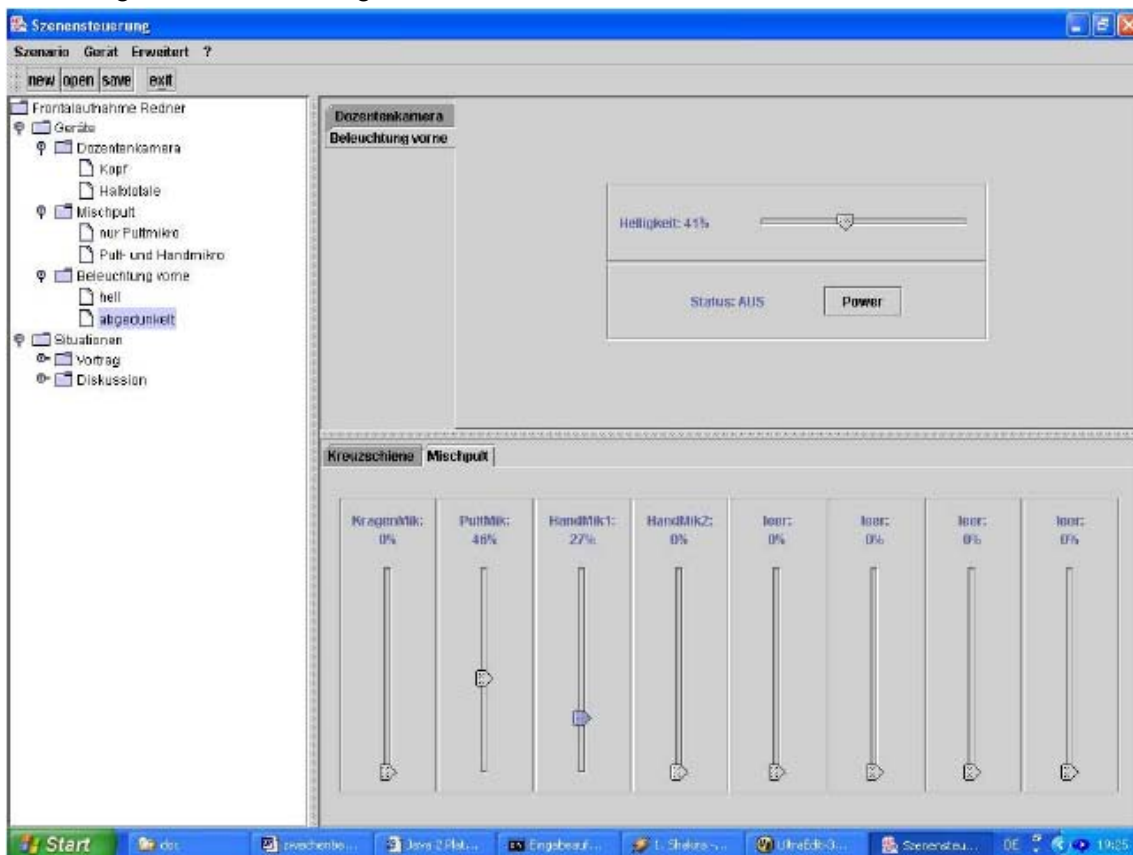 Szenensteuerung
Szenario Gerät Erweitert ?
new open save exit
Frontalaufnahme Redner
Geräte
Dozentenkamera
Kopf
Halbtotale
Mischpult
nur Pultmikro
Pult- und Handmikro
Beleuchtung vorne
hell
abgedunkelt
Situationen
Vortrag
Diskussion
Dozentenkamera
Beleuchtung vorne
Helligkeit: 41%
Status: AUS Power
Kreuzschiene Mischpult
KragenMik: PultMik: HandMik1: HandMik2: leer: leer: leer: leer:
0% 46% 27% 0% 0% 0% 0% 0%
Start doc Java 2 Plat... Eingabeauf... UltraEdit-3... Szenensteu... DE 19:25